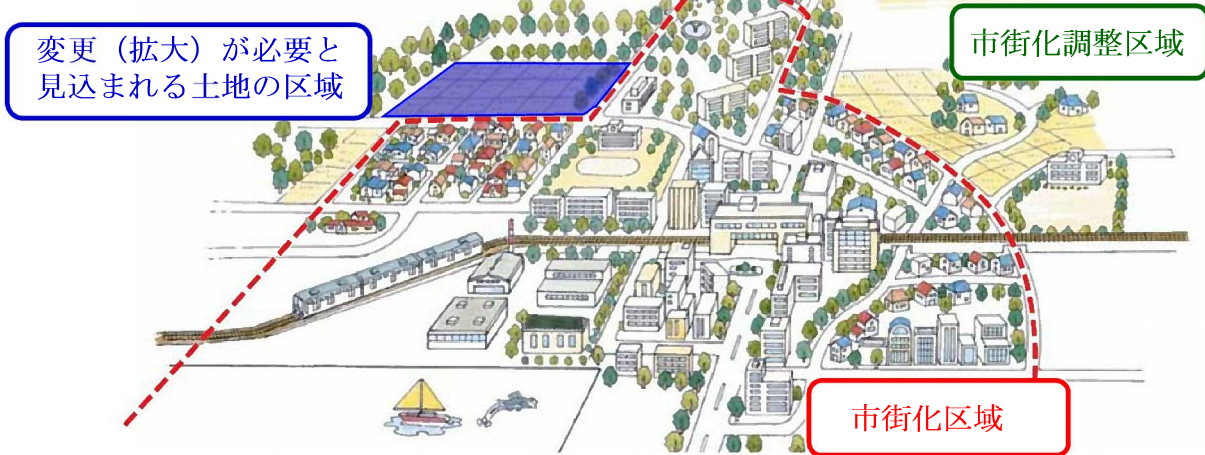 変更（拡大）が必要と
見込まれる土地の区域
市街化調整区域
市街化区域